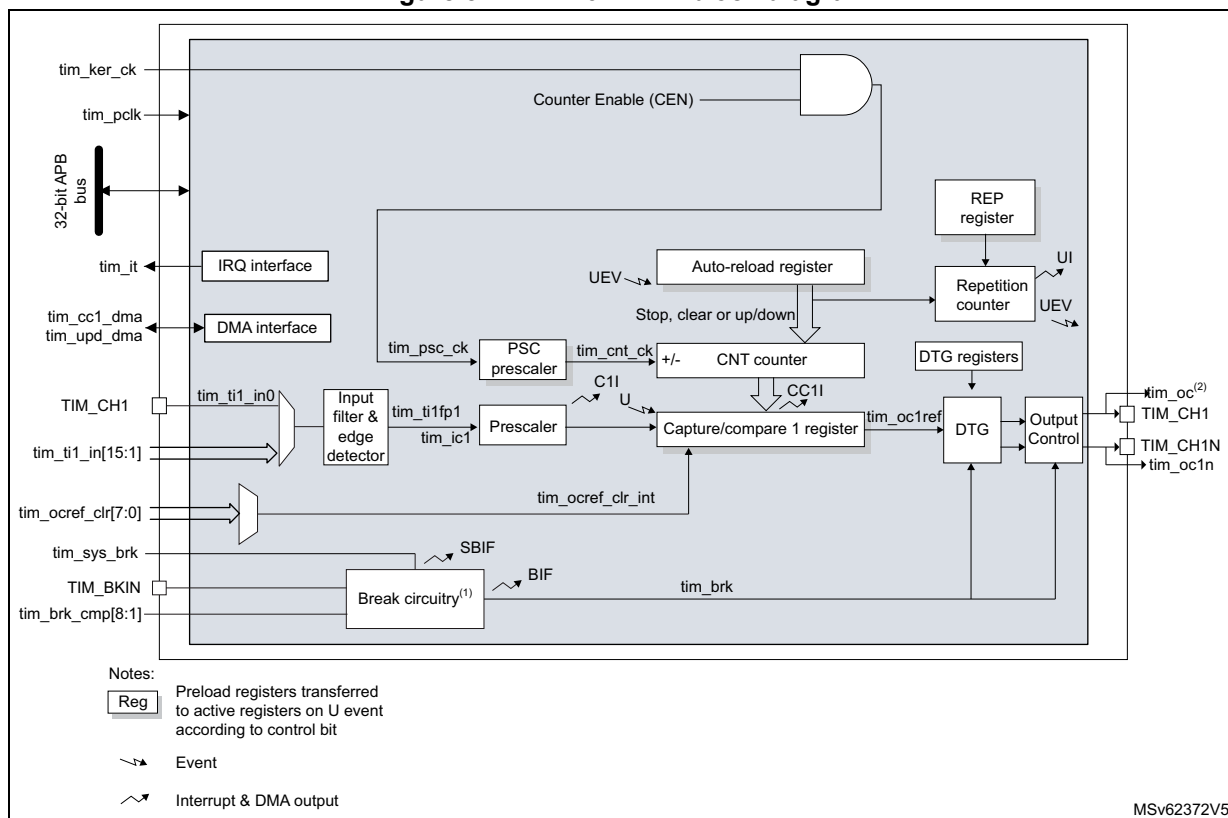 tim_ker_ck
Counter Enable (CEN)
tim_pclk
32-bit APB
bus
REP
register
tim_it
IRQ interface
UEV
Auto-reload register
UI
Repetition
counter
UEV
Stop, clear or up/down
tim_cc1_dma
tim_upd_dma
DMA interface
tim_psc_ck
PSC
prescaler
tim_cnt_ck
+/-
CNT counter
DTG registers
TIM_CH1
tim_ti1_in0
Input
filter &
edge
detector
tim_ti1fp1
tim_ic1
C1I
Prescaler
U
CC1I
Capture/compare 1 register
tim_oc1ref
DTG
Output
Control
tim_oc(2)
TIM_CH1
TIM_CH1N
tim_oc1n
tim_ti1_in[15:1]
tim_ocref_clr[7:0]
tim_ocref_clr_int
tim_sys_brk
SBIF
TIM_BKIN
BIF
Break circuitry(1)
tim_brk
tim_brk_cmp[8:1]
Notes:
Reg
Preload registers transferred
to active registers on U event
according to control bit
Event
Interrupt & DMA output
MSv62372V5